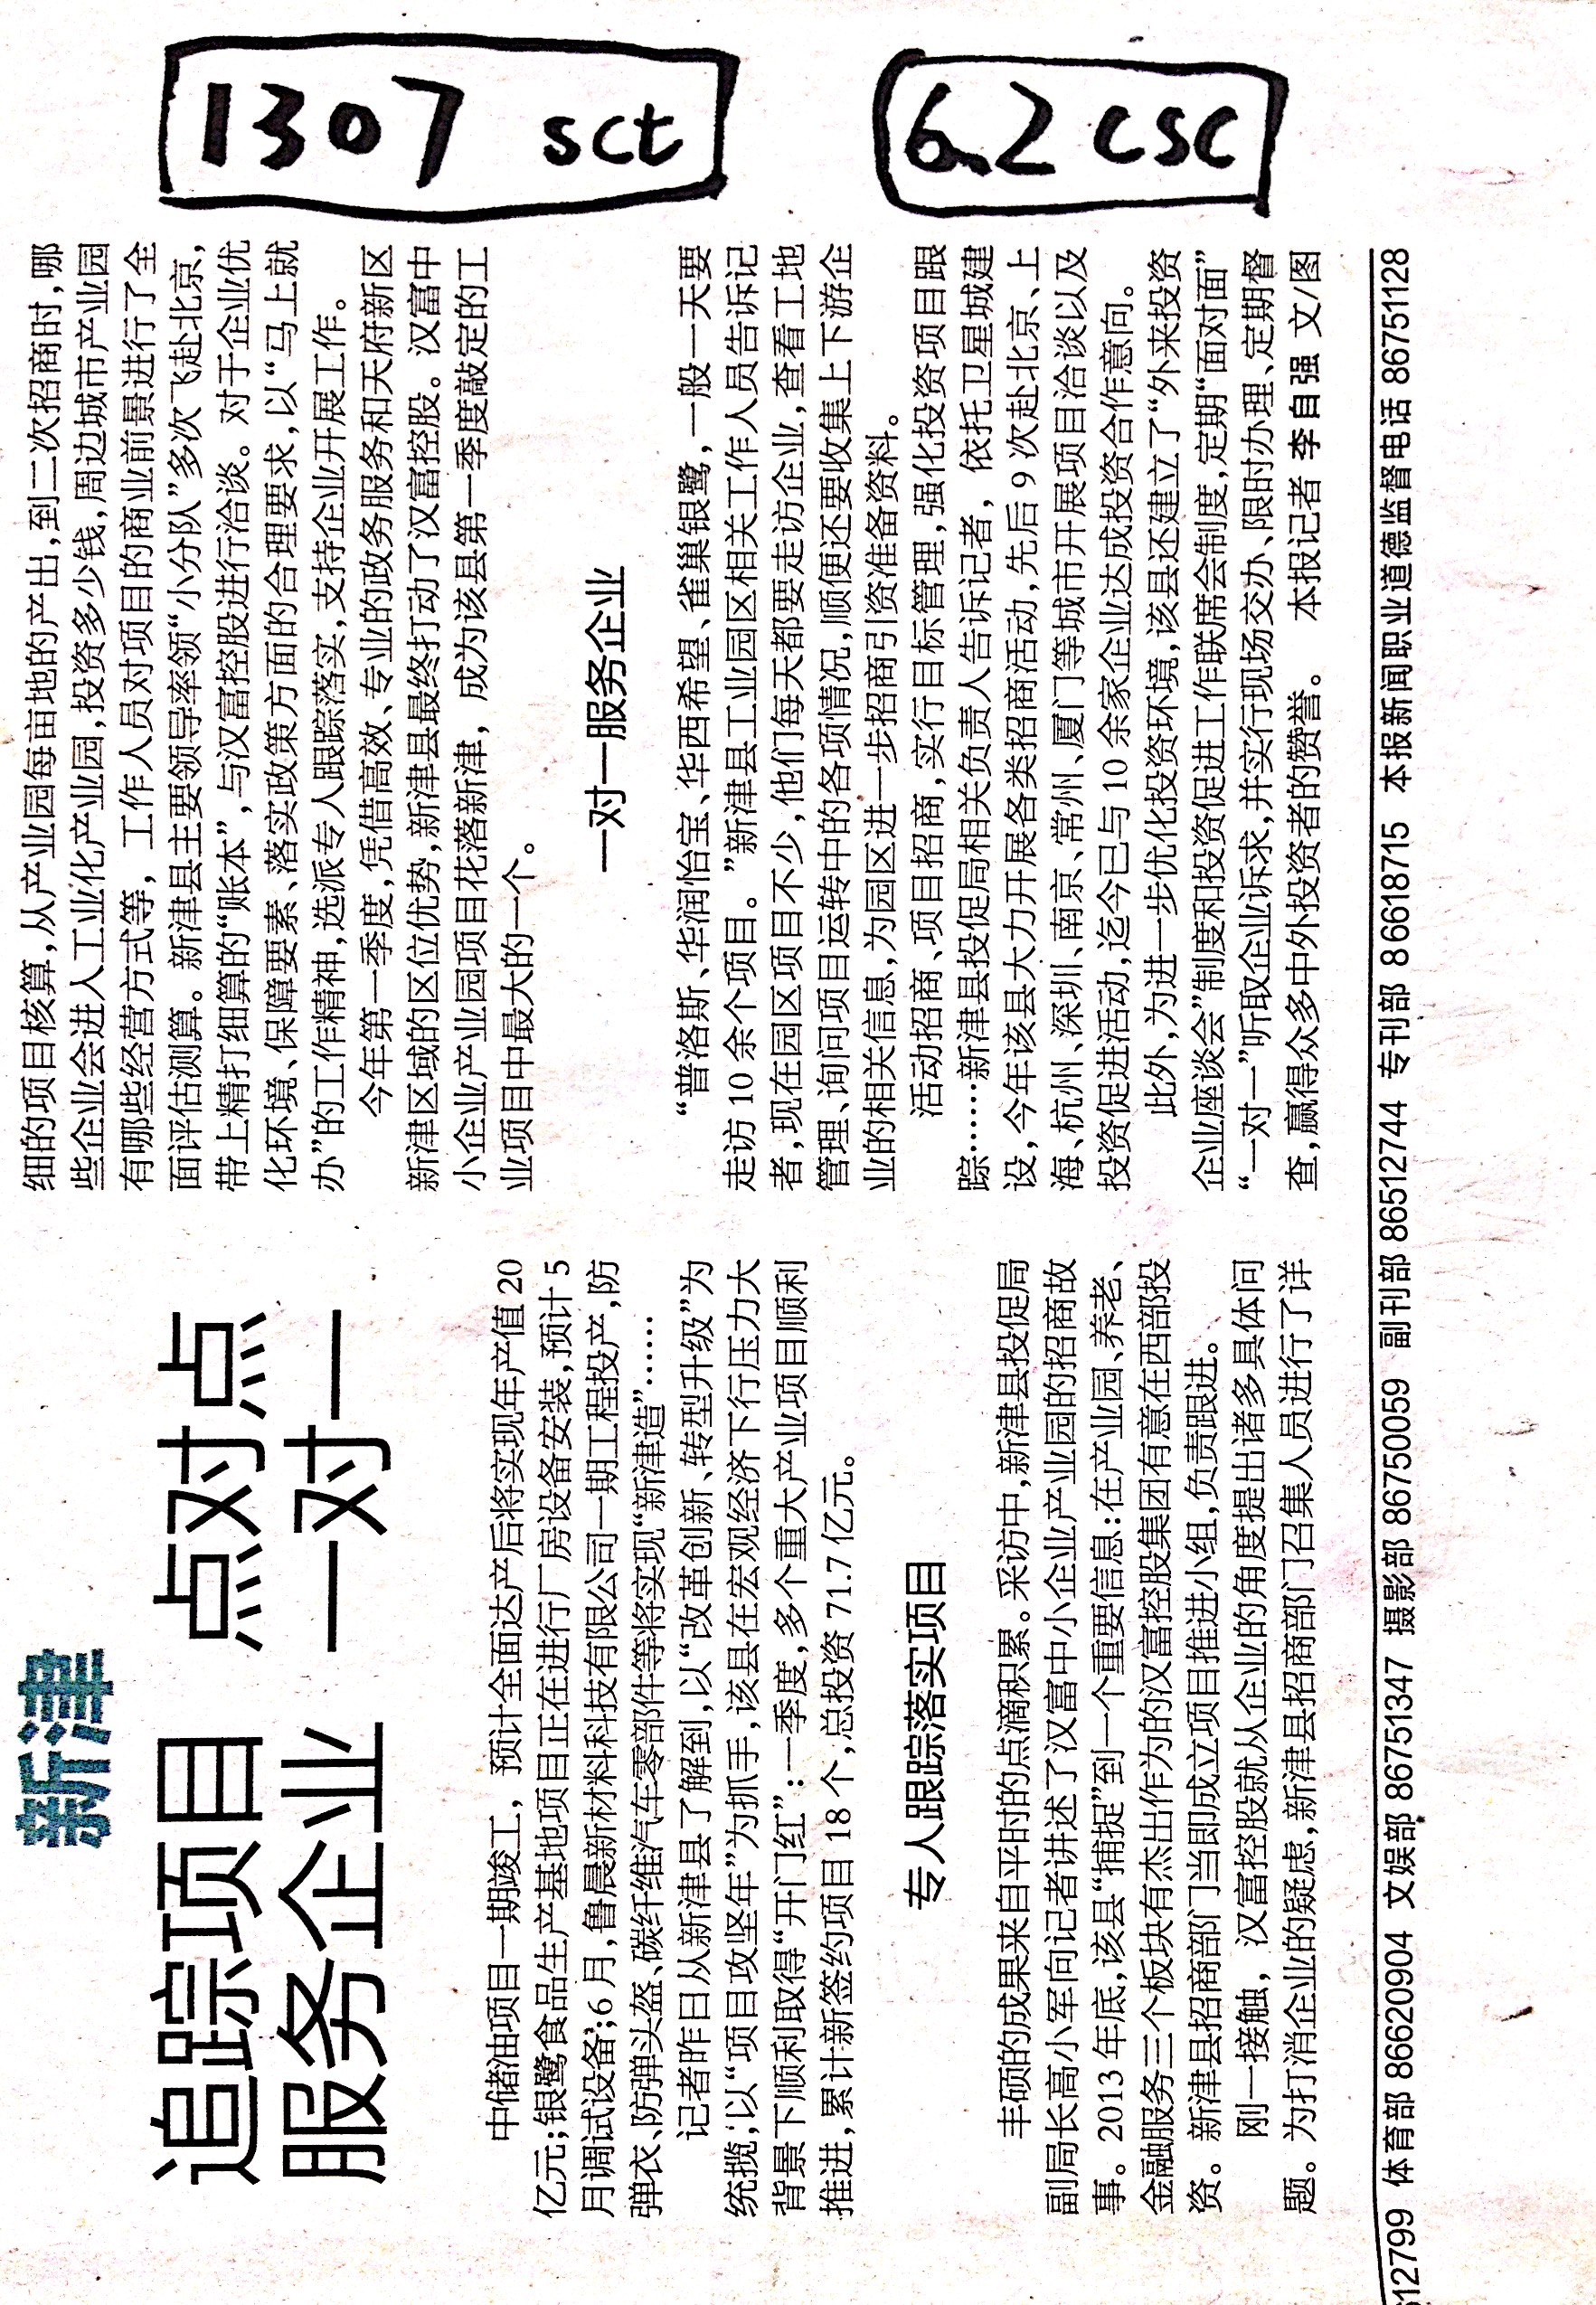 1307 sct
6.2 csc
新津
追踪项目 点对点
服务企业 一对一
中储油项目一期竣工，预计全面达产后将实现年产值 20
亿元；银鹭食品生产基地项目正在进行厂房设备安装，预计 5
月调试设备；6 月，鲁晨新材料科技有限公司一期工程投产，防
弹衣、防弹头盔、碳纤维汽车零部件等将实现“新津造”……
记者昨日从新津县了解到，以“改革创新、转型升级”为
统揽，以“项目攻坚年”为抓手，该县在宏观经济下行压力大
背景下顺利取得“开门红”：一季度，多个重大产业项目顺利
推进，累计新签约项目 18 个，总投资 71.7 亿元。
专人跟踪落实项目
丰硕的成果来自平时的点滴积累。采访中，新津县投促局
副局长高小军向记者讲述了汉富中小企业产业园的招商故
事。2013 年底，该县“捕捉”到一个重要信息：在产业园、养老、
金融服务三个板块有杰出作为的汉富控股集团有意在西部投
资。新津县招商部门当即成立项目推进小组，负责跟进。
刚一接触，汉富控股就从企业的角度提出诸多具体问
题。为打消企业的疑虑，新津县招商部门召集人员进行了详
细的项目核算，从产业园每亩地的产出，到二次招商时，哪
些企业会进入工业化产业园，投资多少钱，周边城市产业园
有哪些经营方式等，工作人员对项目的商业前景进行了全
面评估测算。新津县主要领导率领“小分队”多次飞赴北京，
带上精打细算的“账本”，与汉富控股进行洽谈。对于企业优
化环境、保障要素、落实政策方面的合理要求，以“马上就
办”的工作精神，选派专人跟踪落实，支持企业开展工作。
今年第一季度，凭借高效、专业的政务服务和天府新区
新津区域的区位优势，新津县最终打动了汉富控股。汉富中
小企业产业园项目花落新津，成为该县第一季度敲定的工
业项目中最大的一个。
一对一服务企业
“普洛斯、华润怡宝、华西希望、雀巢银鹭，一般一天要
走访 10 余个项目。”新津县工业园区相关工作人员告诉记
者，现在园区项目不少，他们每天都要走访企业，查看工地
管理、询问项目运转中的各项情况，顺便还要收集上下游企
业的相关信息，为园区进一步招商引资准备资料。
活动招商、项目招商，实行目标管理，强化投资项目跟
踪……新津县投促局相关负责人告诉记者，依托卫星城建
设，今年该县大力开展各类招商活动，先后 9 次赴北京、上
海、杭州、深圳、南京、常州、厦门等城市开展项目洽谈以及
投资促进活动，迄今已与 10 余家企业达成投资合作意向。
此外，为进一步优化投资环境，该县还建立了“外来投资
企业座谈会”制度和投资促进工作联席会制度，定期“面对面”
“一对一”听取企业诉求，并实行现场交办、限时办理、定期督
查，赢得众多中外投资者的赞誉。 本报记者 李自强 文/图
512799 体育部 86620904 文娱部 86751347 摄影部 86750059 副刊部 86512744 专刊部 86618715 本报新闻职业道德监督电话 86751128